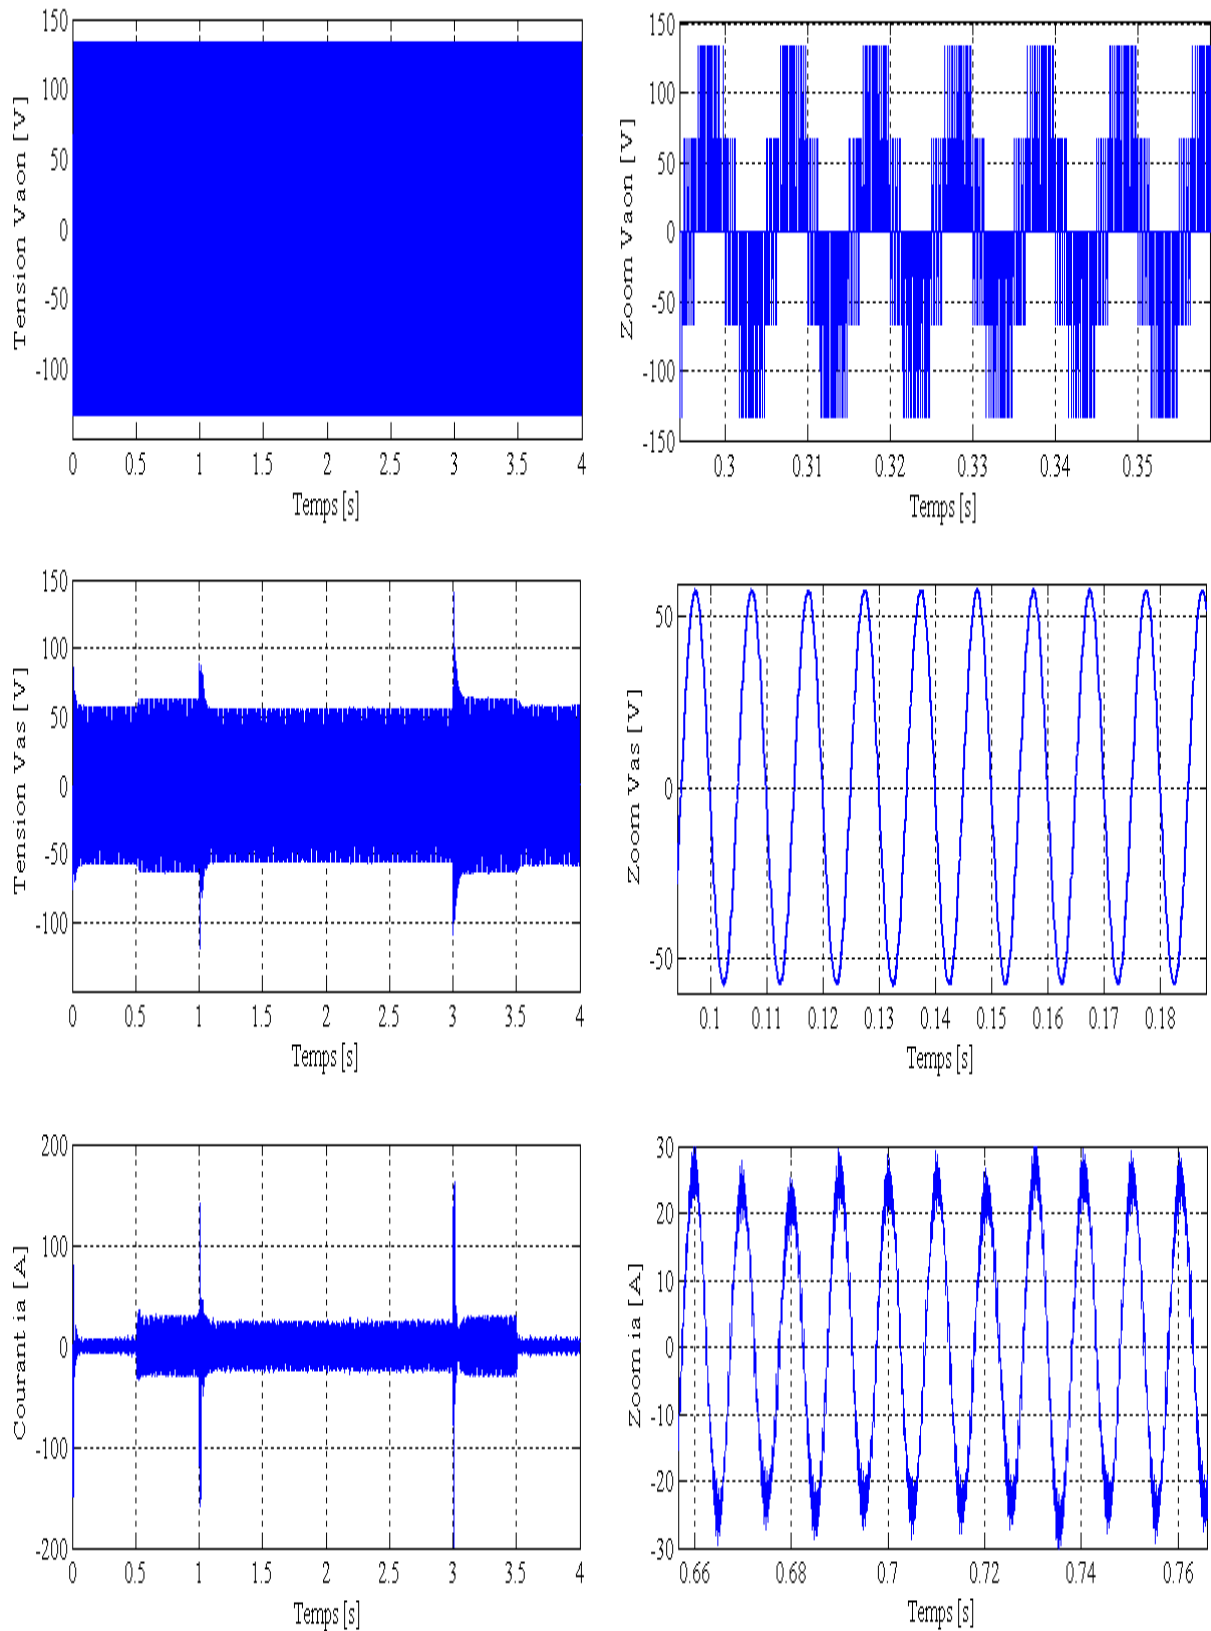 Tension Vaon [V]
150
100
50
0
-50
-100
0 0.5 1 1.5 2 2.5 3 3.5 4
Temps[s]
Zoom Vaon [V]
150
100
50
0
-50
-100
-150
0.3 0.31 0.32 0.33 0.34 0.35
Temps[s]
Tension Vas [V]
150
100
50
0
-50
-100
0 0.5 1 1.5 2 2.5 3 3.5 4
Temps[s]
Zoom Vas [V]
50
0
-50
0.1 0.11 0.12 0.13 0.14 0.15 0.16 0.17 0.18
Temps[s]
Courant ia [A]
200
100
0
-100
-200
0 0.5 1 1.5 2 2.5 3 3.5 4
Temps[s]
Zoom ia [A]
30
20
10
0
-10
-20
-30
0.66 0.68 0.7 0.72 0.74 0.76
Temps[s]